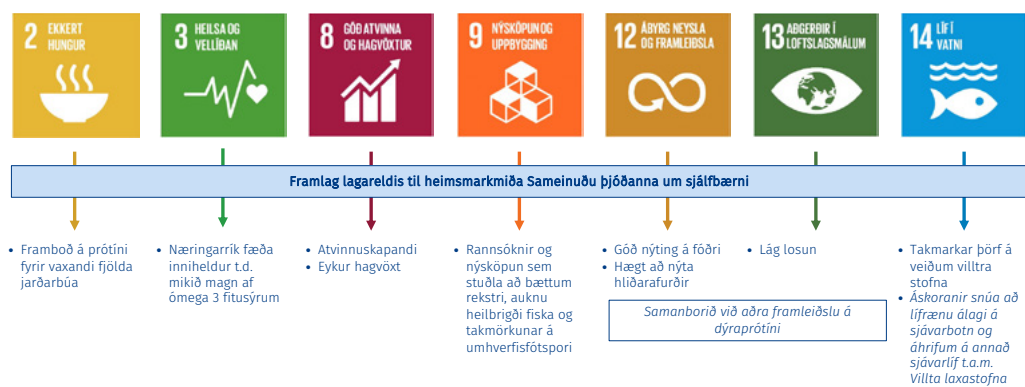 2 EKKERT
HUNGUR
3 HEILSA OG
VELLÍÐAN
8 GÓÐ ATVINNA
OG HAGVÖXTUR
9 NÝSKÖPUN OG
UPPBYGGING
12 ÁBYRG NEYSLA
OG FRAMLEIÐSLA
13 AÐGERÐIR Í
LOFTSLAGSMÁLUM
14 LÍF Í
VATNI
Framlag lagareldis til heimsmarkmiða Sameinuðu þjóðanna um sjálfbærni
• Framboð á prótíni
fyrir vaxandi fjölda
jarðarbúa
• Næringarrík fæða
inniheldur t.d.
mikið magn af
ómega 3 fitusýrum
• Atvinnuskapandi
• Eykur hagvöxt
• Rannsóknir og
nýsköpun sem
stuðla að bættum
rekstri, auknu
heilbrigði fiska og
takmörkunar á
umhverfisfótspori
• Góð nýting á fóðri
• Hægt að nýta
hliðarafurðir
• Lág losun
Samanborið við aðra framleiðslu á
dýraprótíni
• Takmarkar þörf á
veiðum villtra
stofna
• Áskoranir snúa að
lífrænu álagi á
sjávarbotn og
áhrifum á annað
sjávarlíf t.a.m.
Villta laxastofna